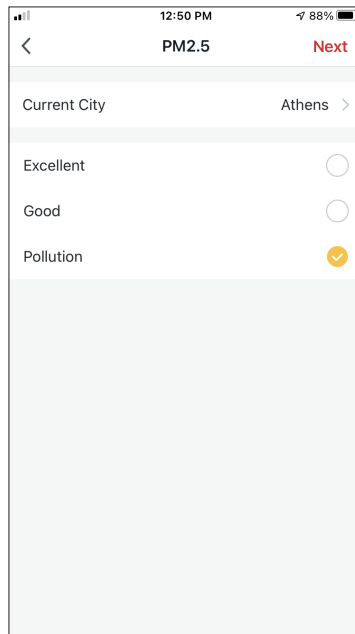 12:50 PM 88%
PM2.5 Next
Current City Athens
Excellent
Good
Pollution